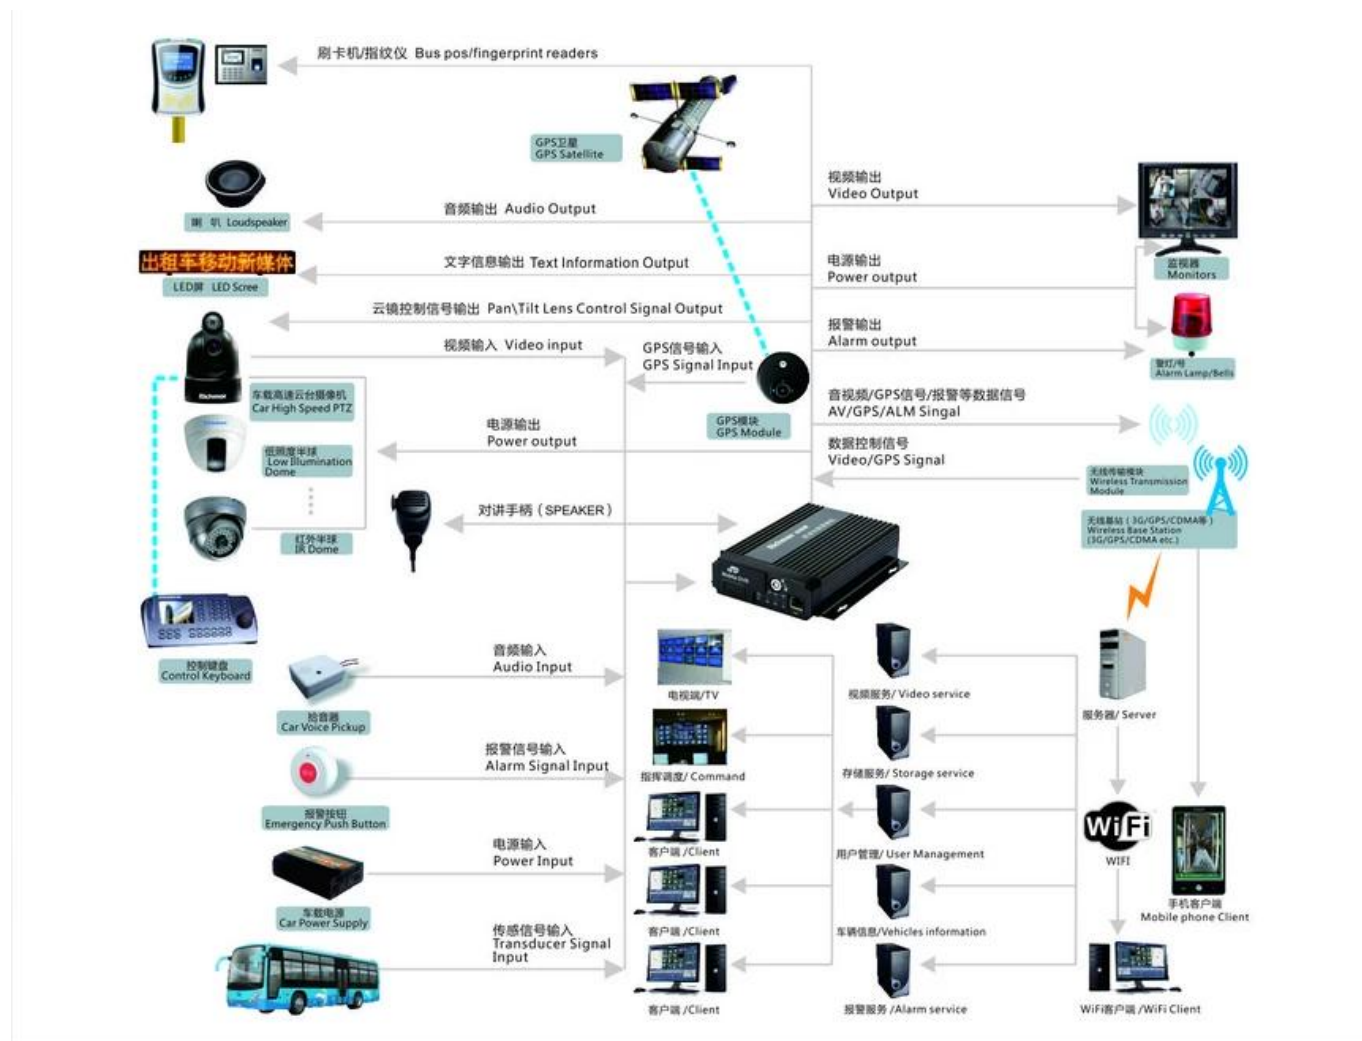 刷卡机/指纹仪 Bus pos/fingerprint readers
GPS卫星
GPS Satellite
视频输出
Video Output
喇 叭 Loudspeaker
音频输出 Audio Output
出租车移动新媒体
LED屏 LED Scree
文字信息输出 Text Information Output
电源输出
Power output
监视器
Monitors
云镜控制信号输出 Pan\Tilt Lens Control Signal Output
报警输出
Alarm output
视频输入 Video input
GPS信号输入
GPS Signal Input
警灯/号
Alarm Lamp/Bells
Richmor
车载高速云台摄像机
Car High Speed PTZ
音视频/GPS信号/报警等数据信号
AV/GPS/ALM Singal
GPS模块
GPS Module
电源输出
Power output
数据控制信号
Video/GPS Signal
低照度半球
Low Illumination
Dome
无线传输模块
Wireless Transmission
Module
对讲手柄（SPEAKER）
无线基站（3G/GPS/CDMA等）
Wireless Base Station
(3G/GPS/CDMA etc.)
红外半球
IR Dome
Mobile DVR
控制键盘
Control Keyboard
音频输入
Audio Input
电视端/TV
视频服务/ Video service
服务器/ Server
拾音器
Car Voice Pickup
报警信号输入
Alarm Signal Input
指挥调度/ Command
存储服务/ Storage service
报警按钮
Emergency Push Button
WiFi
WIFI
电源输入
Power Input
客户端 /Client
用户管理/ User Management
车载电源
Car Power Supply
手机客户端
Mobile phone Client
传感信号输入
Transducer Signal
Input
客户端 /Client
车辆信息/Vehicles information
客户端 /Client
报警服务 /Alarm service
WiFi客户端 /WiFi Client